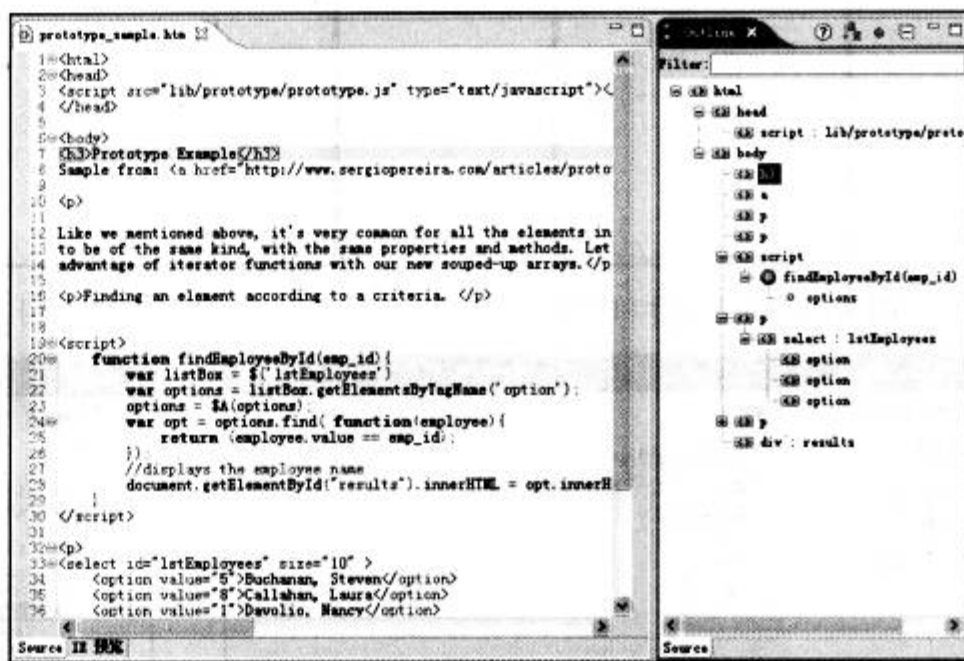 prototype_sample.htm
1 <html>
2 <head>
3 <script src="lib/prototype/prototype.js" type="text/javascript"><
4 </head>
5
6 <body>
7 <h3>Prototype Example</h3>
8 Sample from: <a href="http://www.sergiopereira.com/articles/proto
9
10 <p>
11
12 Like we mentioned above, it's very common for all the elements in
13 to be of the same kind, with the same properties and methods. Let
14 advantage of iterator functions with our new souped-up arrays.</p
15
16 <p>Finding an element according to a criteria. </p>
17
18
19 <script>
20 function findEmployeeById(emp_id){
21 var listBox = $('lstEmployees')
22 var options = listBox.getElementsByTagName('option');
23 options = $A(options);
24 var opt = options.find( function(employee){
25 return (employee.value == emp_id);
26 });
27 //displays the employee name
28 document.getElementById("results").innerHTML = opt.innerH
29 }
30 </script>
31
32 <p>
33 <select id="lstEmployees" size="10" >
34 <option value="5">Buchanan, Steven</option>
35 <option value="8">Callahan, Laura</option>
36 <option value="1">Davolio, Nancy</option>
Source IE 预览
Outline
Filter:
html
head
script : lib/prototype/proto
body
h3
a
p
p
script
findEmployeeById(emp_id)
options
p
select : lstEmployees
option
option
option
p
div : results
Source